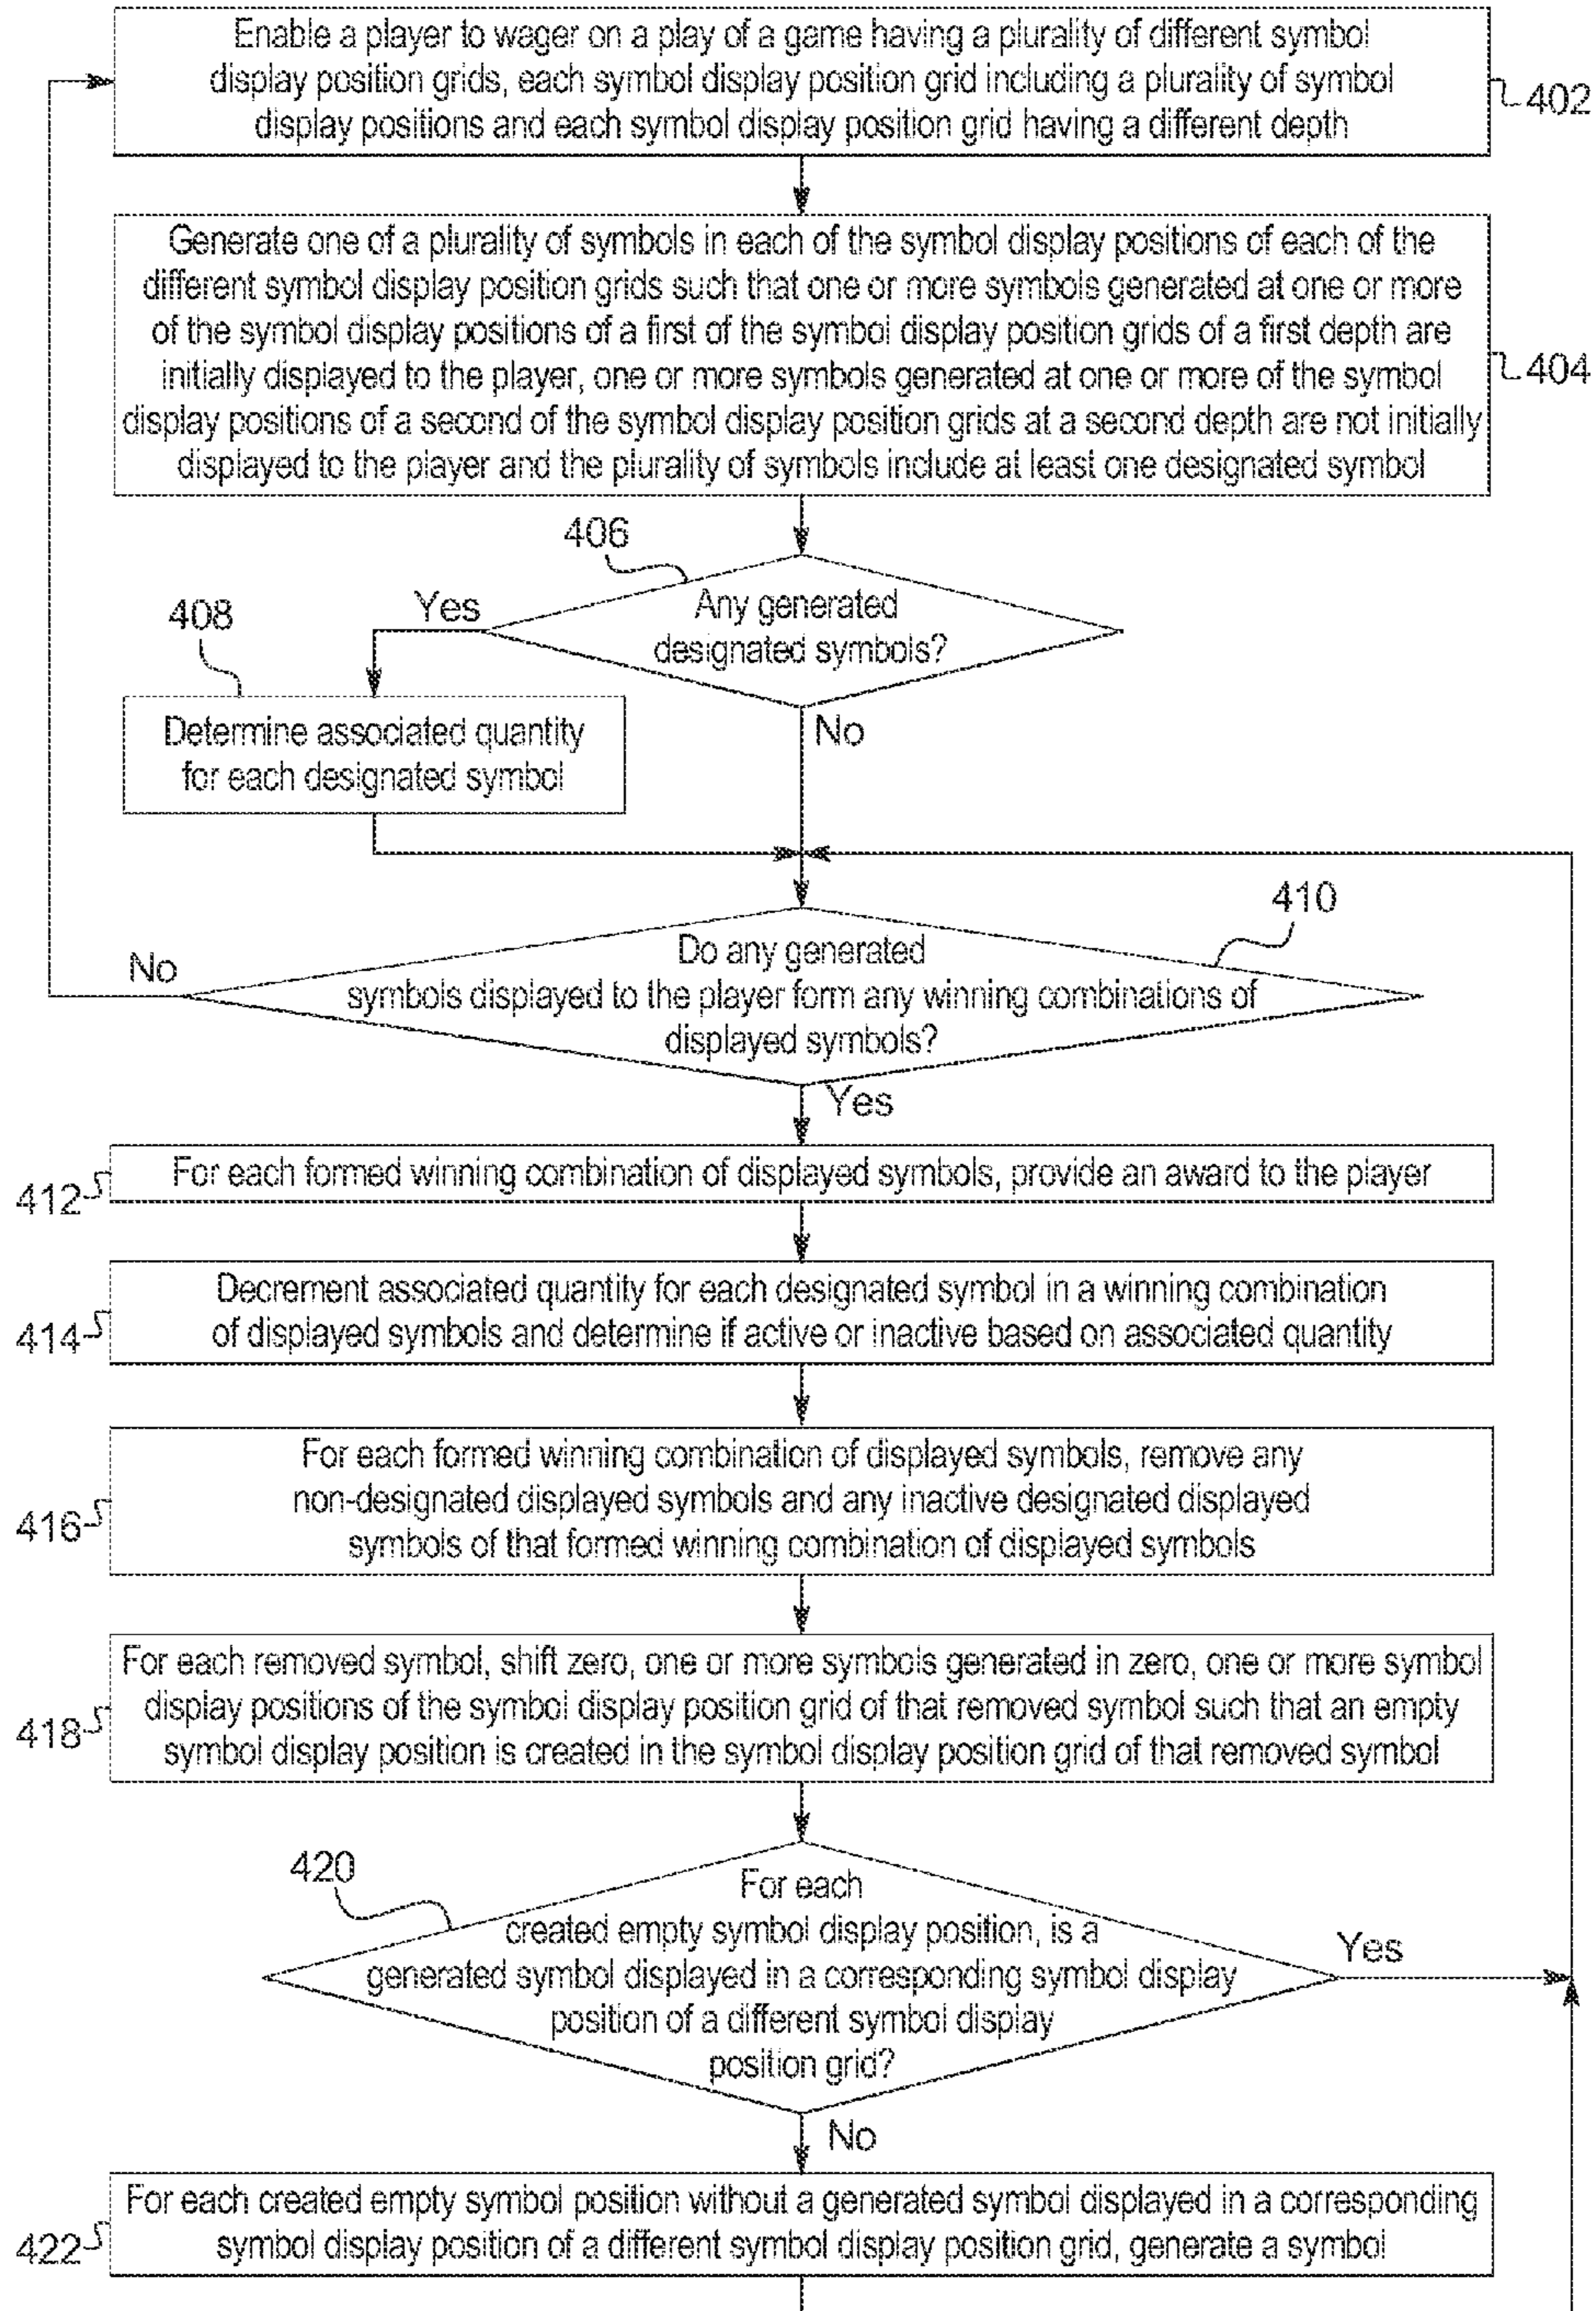 Enable a player to wager on a play of a game having a plurality of different symbol
display position grids, each symbol display position grid including a plurality of symbol
display positions and each symbol display position grid having a different depth
402
Generate one of a plurality of symbols in each of the symbol display positions of each of the
different symbol display position grids such that one or more symbols generated at one or more
of the symbol display positions of a first of the symbol display position grids of a first depth are
initially displayed to the player, one or more symbols generated at one or more of the symbol
display positions of a second of the symbol display position grids at a second depth are not initially
displayed to the player and the plurality of symbols include at least one designated symbol
404
406
Any generated
designated symbols?
Yes
408
Determine associated quantity
for each designated symbol
No
410
Do any generated
symbols displayed to the player form any winning combinations of
displayed symbols?
No
Yes
For each formed winning combination of displayed symbols, provide an award to the player
412
Decrement associated quantity for each designated symbol in a winning combination
of displayed symbols and determine if active or inactive based on associated quantity
414
For each formed winning combination of displayed symbols, remove any
non-designated displayed symbols and any inactive designated displayed
symbols of that formed winning combination of displayed symbols
416
For each removed symbol, shift zero, one or more symbols generated in zero, one or more symbol
display positions of the symbol display position grid of that removed symbol such that an empty
symbol display position is created in the symbol display position grid of that removed symbol
418
420
For each
created empty symbol display position, is a
generated symbol displayed in a corresponding symbol display
position of a different symbol display
position grid?
Yes
No
For each created empty symbol position without a generated symbol displayed in a corresponding
symbol display position of a different symbol display position grid, generate a symbol
422